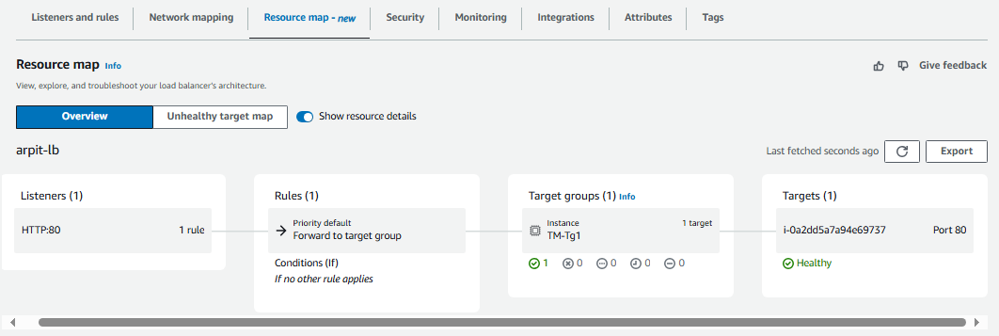 Listeners and rules
Network mapping
Resource map - new
Security
Monitoring
Integrations
Attributes
Tags
Resource map Info
Give feedback
View, explore, and troubleshoot your load balancer's architecture.
Overview
Unhealthy target map
Show resource details
arpit-lb
Last fetched seconds ago
Export
Listeners (1)
HTTP:80 1 rule
Rules (1)
Priority default
Forward to target group
Conditions (If)
If no other rule applies
Target groups (1) Info
Instance 1 target
TM-Tg1
1 0 0 0 0
Targets (1)
i-0a2dd5a7a94e69737 Port 80
Healthy